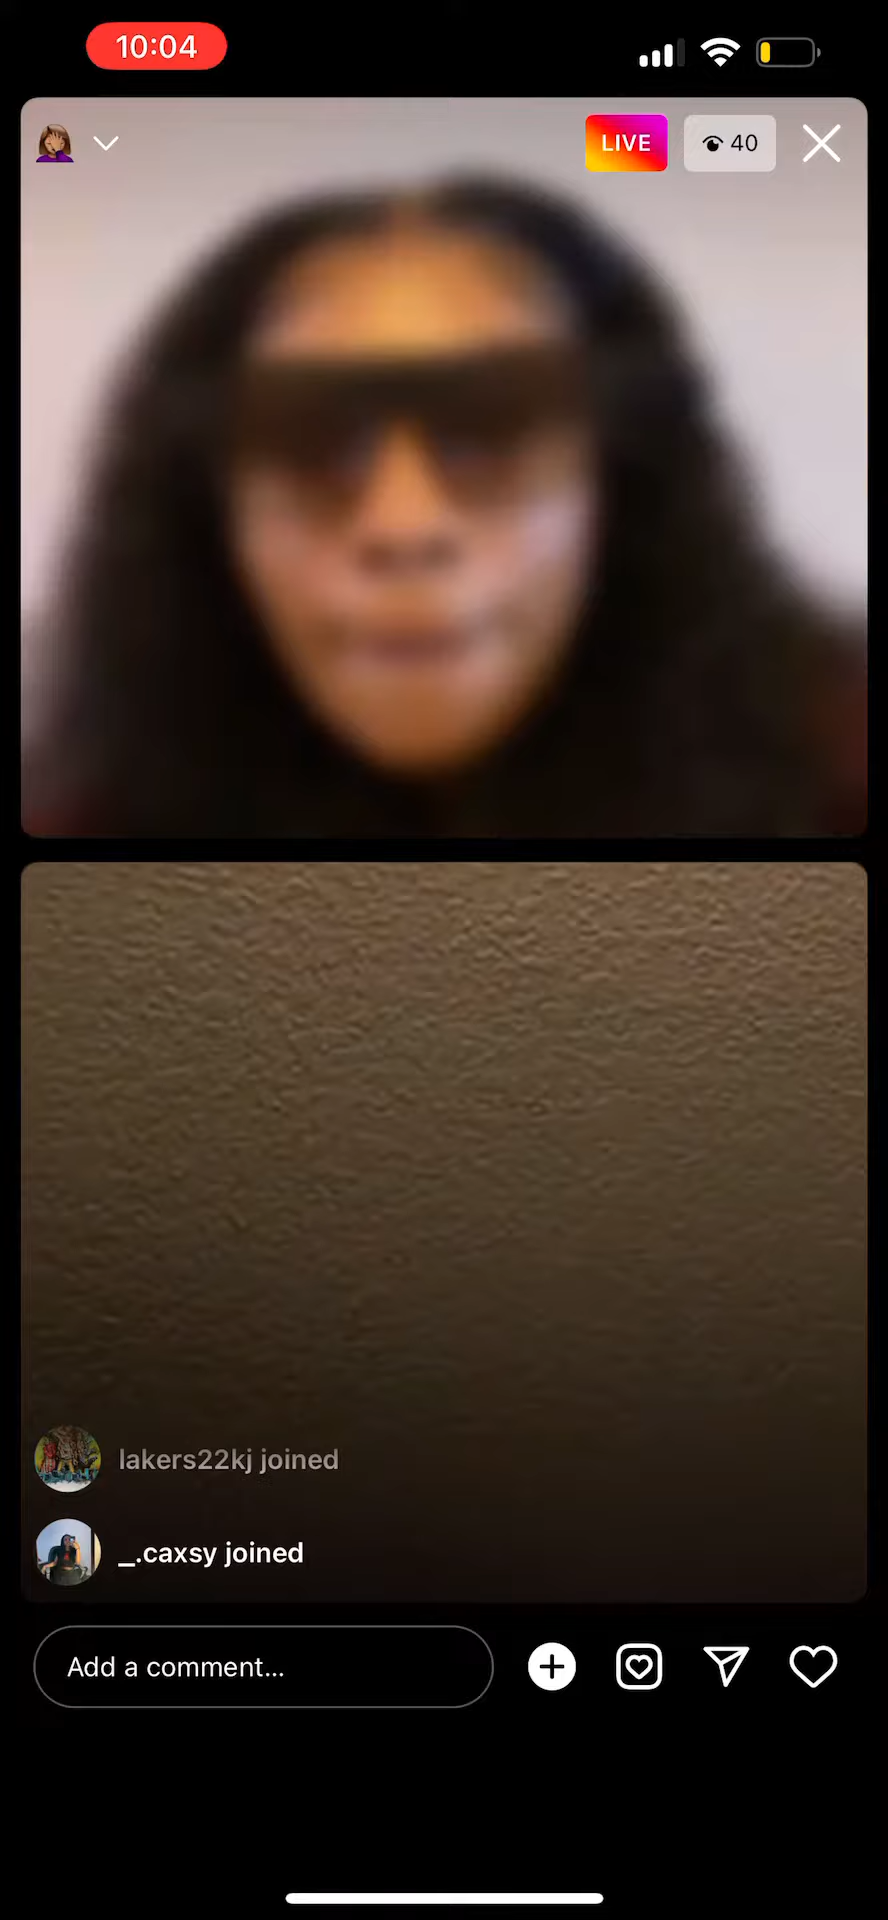 10:04
LIVE
40
lakers22kj joined
_.caxsy joined
Add a comment...